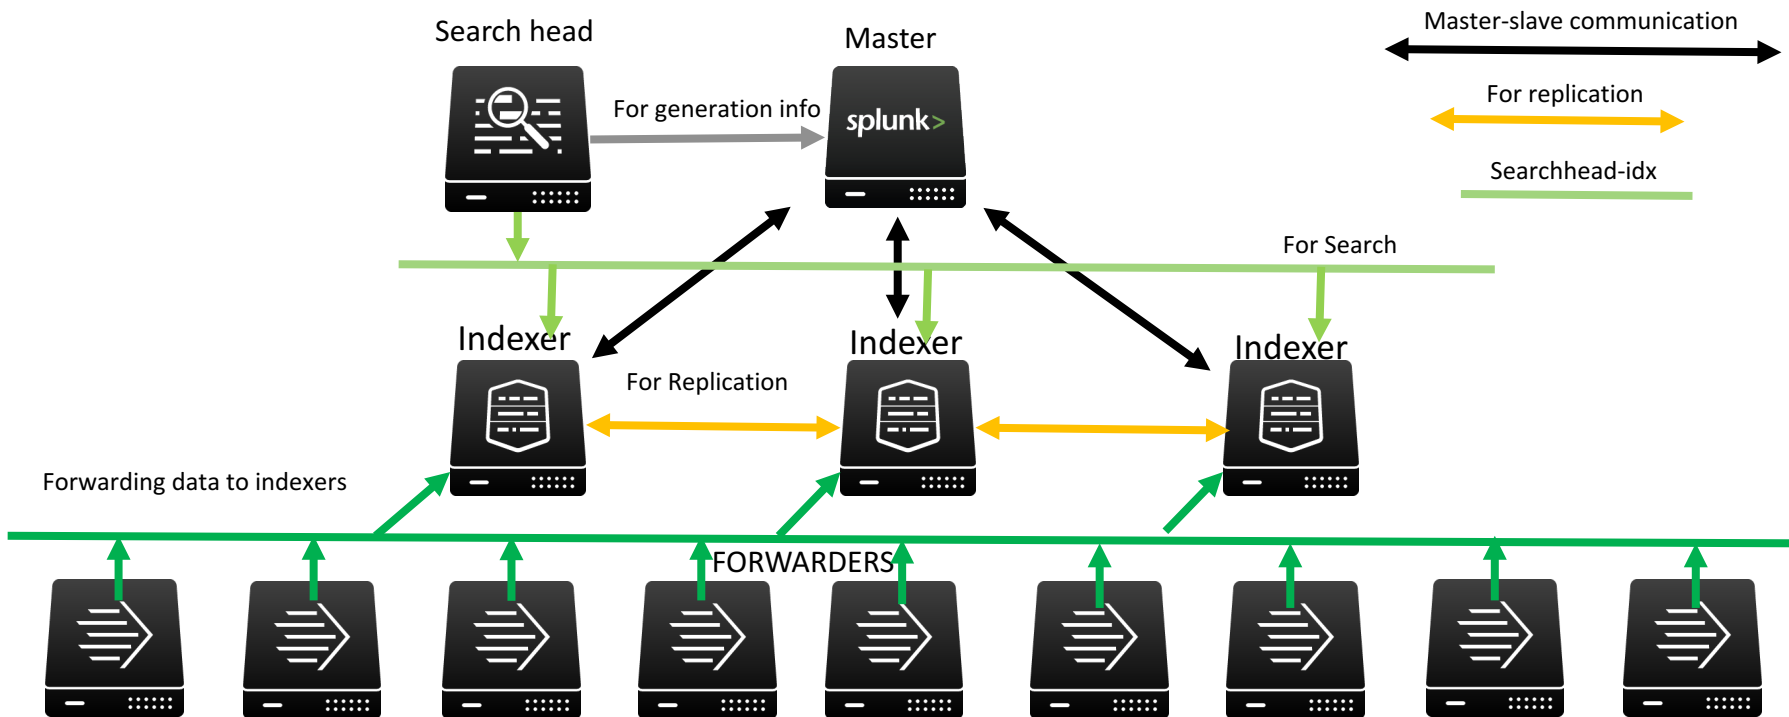 Search head
Master
Master-slave communication
For generation info
splunk>
For replication
Searchhead-idx
For Search
Indexer
Indexer
Indexer
For Replication
Forwarding data to indexers
FORWARDERS